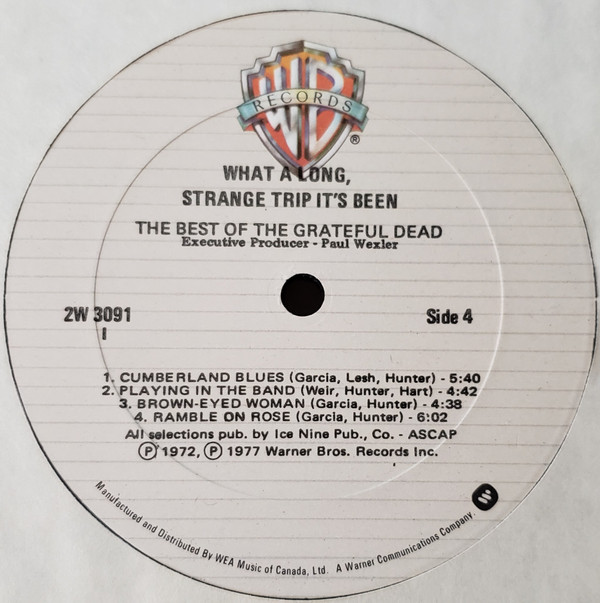 WB
RECORDS
®
WHAT A LONG,
STRANGE TRIP IT'S BEEN
THE BEST OF THE GRATEFUL DEAD
Executive Producer - Paul Wexler
2W 3091
Side 4
1. CUMBERLAND BLUES (Garcia, Lesh, Hunter) - 5:40
2. PLAYING IN THE BAND (Weir, Hunter, Hart) - 4:42
3. BROWN-EYED WOMAN (Garcia, Hunter) - 4:38
4. RAMBLE ON ROSE (Garcia, Hunter) - 6:02
All selections pub. by Ice Nine Pub., Co. - ASCAP
Ⓟ 1972, Ⓟ 1977 Warner Bros. Records Inc.
Manufactured and Distributed By WEA Music of Canada, Ltd. A Warner Communications Company.